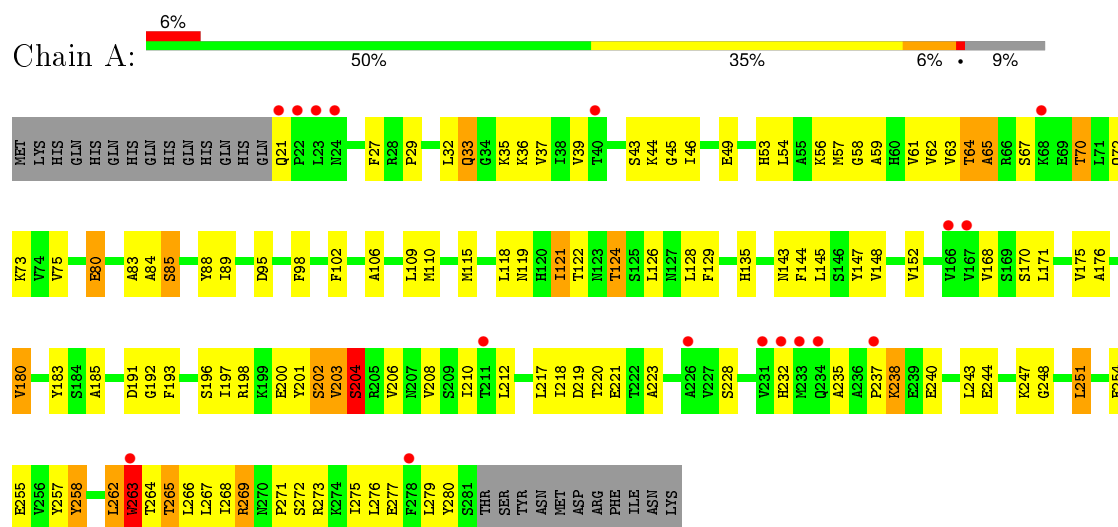 6%
Chain A:
50% 35% 6% • 9%
MET LYS HIS GLN HIS GLN HIS GLN HIS GLN HIS GLN HIS GLN Q21 P22 L23 N24 F27 R28 P29 L32 Q33 G34 K35 K36 V37 I38 V39 T40 S43 K44 G45 I46 E49 H53 L54 A55 K56 M57 G58 A59 H60 V61 V62 V63 T64 A65 R66 S67 K68 E69 T70 L71 Q72
K73 V74 V75 E80 A83 A84 S85 Y88 I89 D95 F98 F102 A106 L109 M110 M115 L118 N119 H120 I121 T122 N123 T124 S125 L126 N127 L128 F129 H135 N143 F144 L145 S146 Y147 V148 V152 V166 V167 V168 S169 S170 L171 V175 A176
V180 Y183 S184 A185 D191 G192 F193 S196 I197 R198 K199 E200 Y201 S202 V203 S204 R205 V206 N207 V208 S209 I210 T211 L212 L217 I218 D219 T220 E221 T222 A223 A226 V227 S228 V231 H232 M233 Q234 A235 A236 P237 K238 E239 E240 L243 E244 K247 G248 L251 E254
E255 V256 Y257 Y258 L262 W263 T264 T265 L266 L267 I268 R269 N270 P271 S272 R273 K274 I275 L276 E277 F278 L279 Y280 S281 THR SER TYR ASN MET ASP ARG PHE ILE ASN LYS